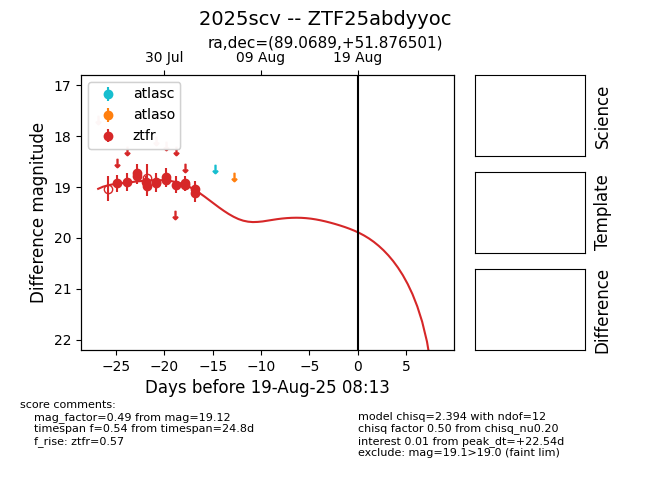 2025scv -- ZTF25abdyyoc
ra,dec=(89.0689,+51.876501)
30 Jul
09 Aug
19 Aug
atlasc
atlaso
ztfr
Difference magnitude
17
18
19
20
21
22
−25
−20
−15
−10
−5
0
5
Days before 19-Aug-25 08:13
Science
Template
Difference
score comments:
mag_factor=0.49 from mag=19.12
timespan f=0.54 from timespan=24.8d
f_rise: ztfr=0.57
model chisq=2.394 with ndof=12
chisq factor 0.50 from chisq_nu0.20
interest 0.01 from peak_dt=+22.54d
exclude: mag=19.1>19.0 (faint lim)